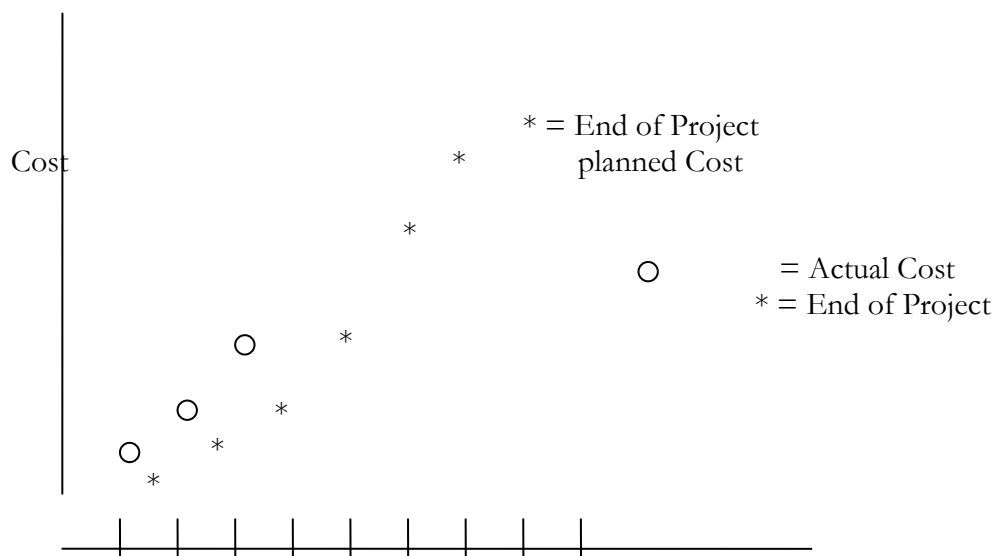 * = End of Project
Cost
planned Cost
= Actual Cost
* = End of Project